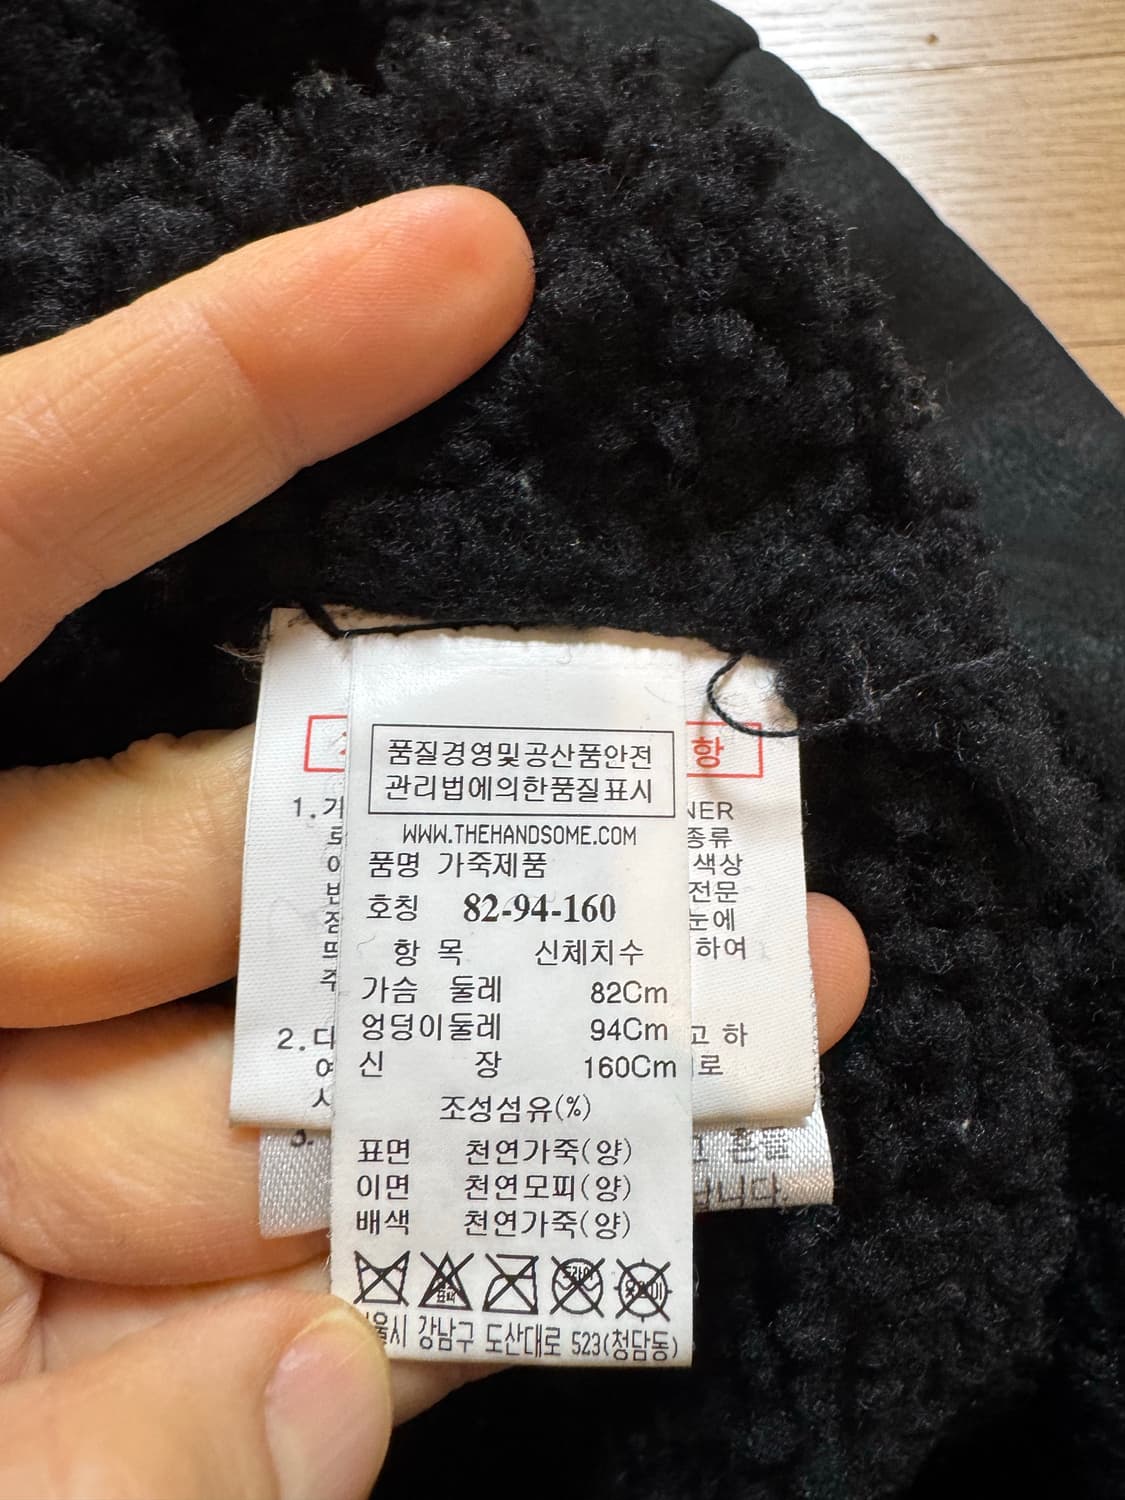 품질경영및공산품안전
관리법에의한품질표시
WWW.THEHANDSOME.COM
품명 가죽제품
호칭 82-94-160
항 목 신체치수
가슴 둘레 82Cm
엉덩이둘레 94Cm
신 장 160Cm
조성섬유(%)
표면 천연가죽(양)
이면 천연모피(양)
배색 천연가죽(양)
강남구 도산대로 523(청담동)
항
1.
종류
색상
전문
눈에
하여
2.
고 하
로
3.